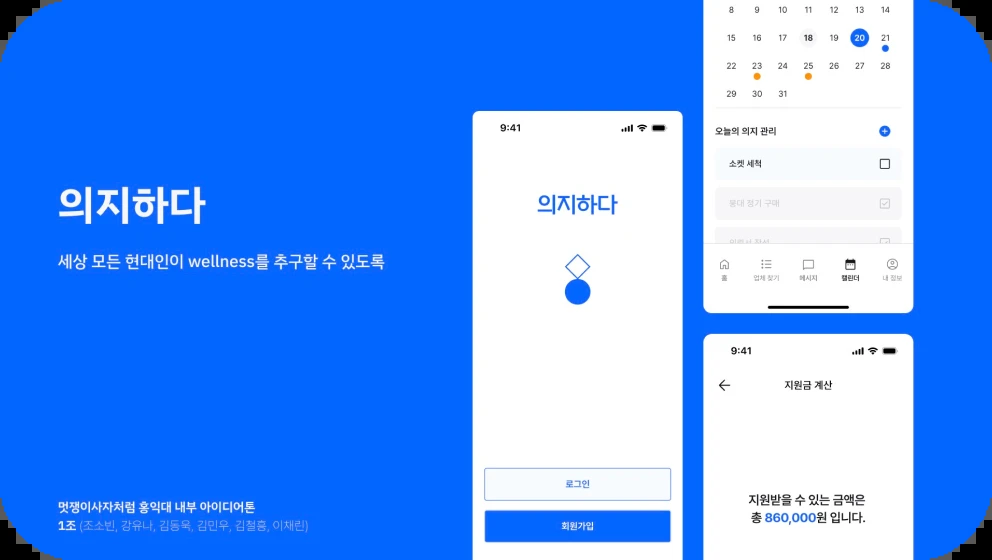 의지하다
세상 모든 현대인이 wellness를 추구할 수 있도록
멋쟁이사자처럼 홍익대 내부 아이디어톤
1조 (조소빈, 강유나, 김동욱, 김민우, 김철흥, 이채린)
9:41
의지하다
로그인
회원가입
8 9 10 11 12 13 14
15 16 17 18 19 20 21
22 23 24 25 26 27 28
29 30 31
오늘의 의지 관리
소켓 세척
붕대 정기 구매
홈 업체 찾기 메시지 캘린더 내 정보
9:41
지원금 계산
지원받을 수 있는 금액은
총 860,000원 입니다.